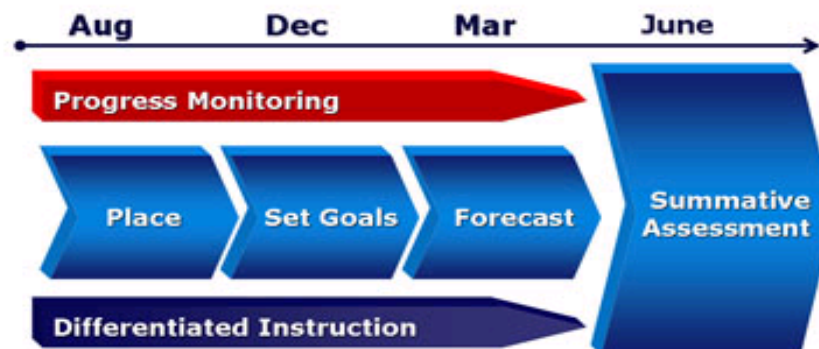 Aug Dec Mar June
Progress Monitoring
Place Set Goals Forecast Summative
Assessment
Differentiated Instruction